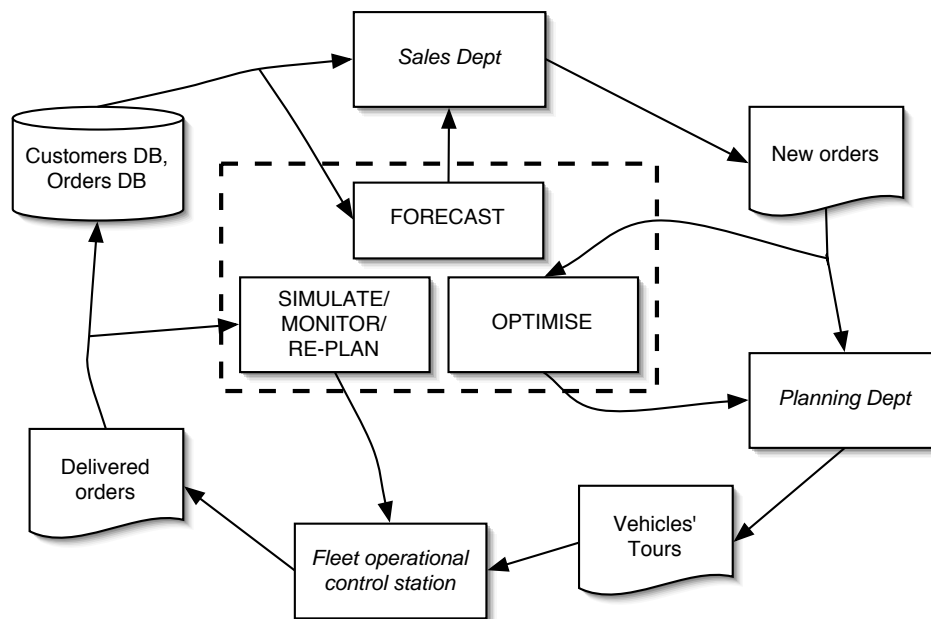 Sales Dept
Customers DB,
Orders DB
New orders
FORECAST
SIMULATE/
MONITOR/
RE-PLAN
OPTIMISE
Planning Dept
Delivered
orders
Vehicles'
Tours
Fleet operational
control station